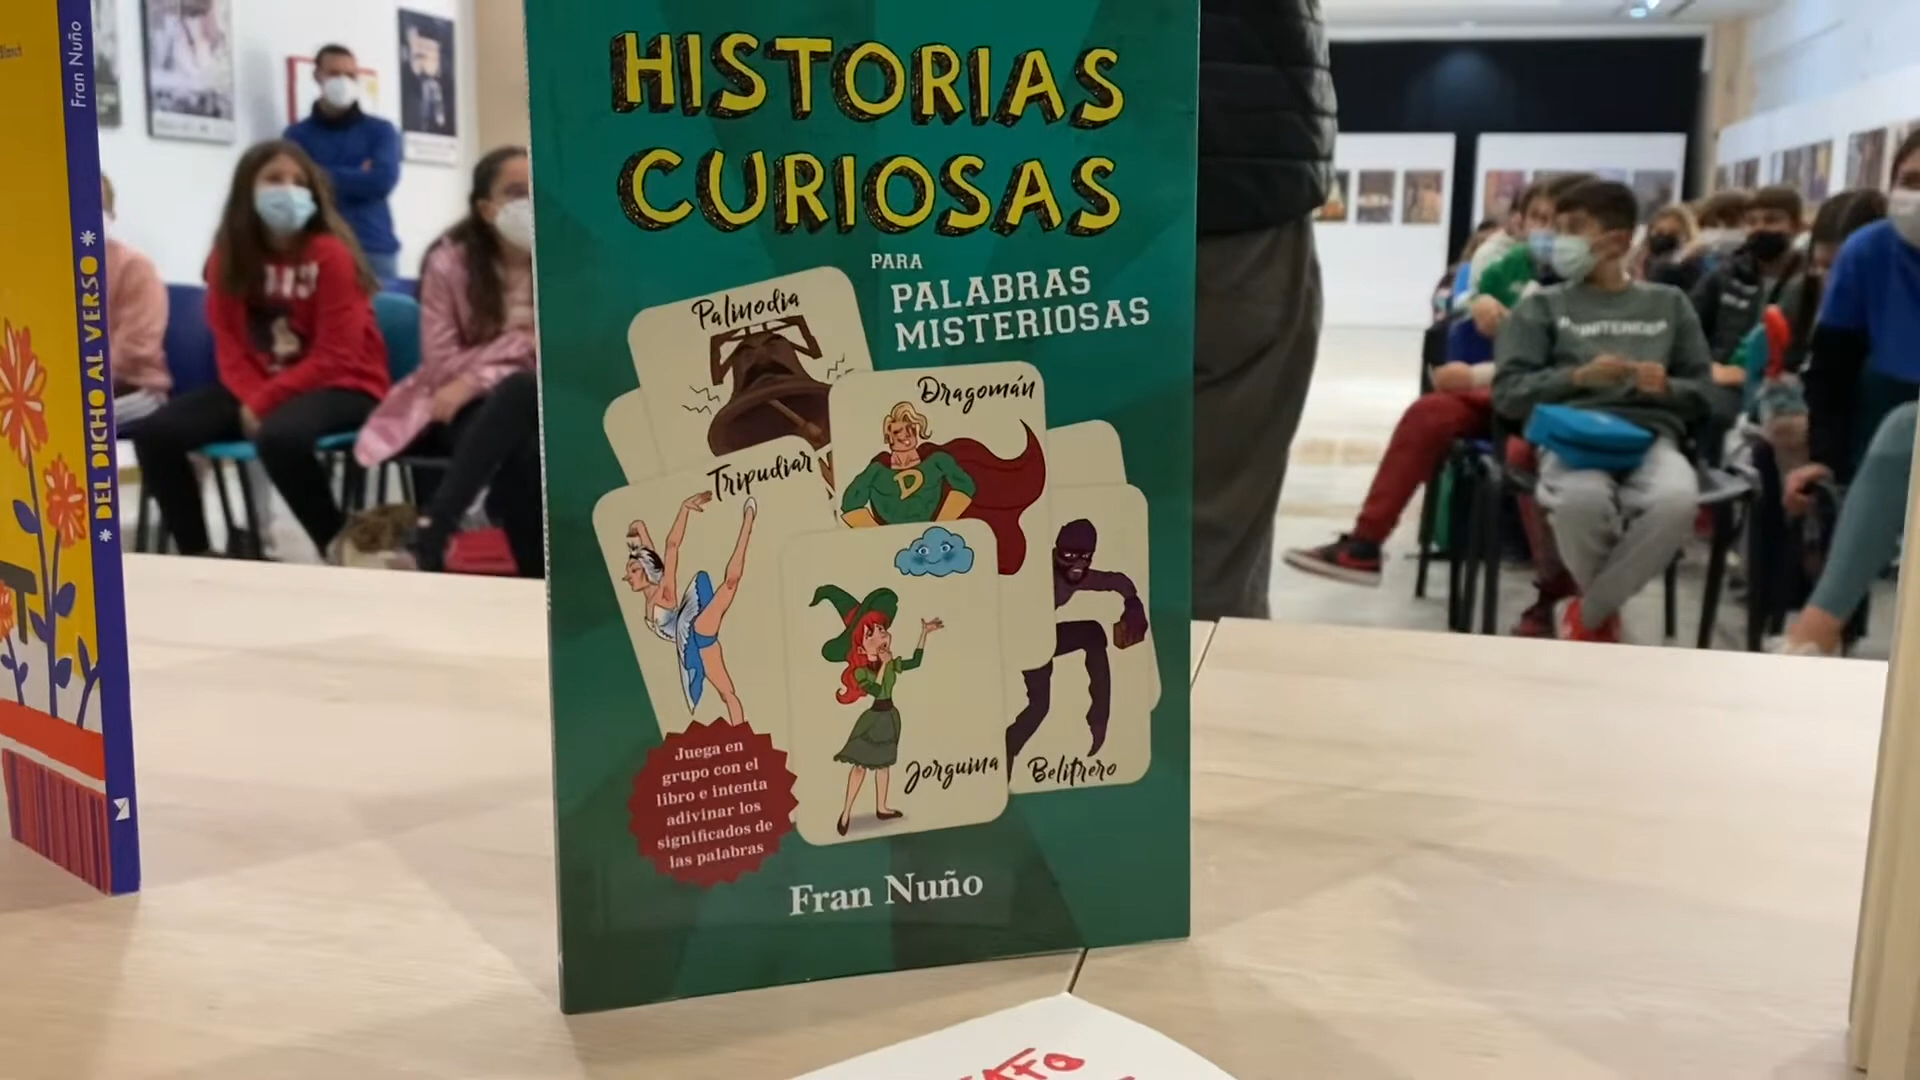 Fran Nuño
* DEL DICHO AL VERSO *
HISTORIAS
CURIOSAS
PARA
PALABRAS
MISTERIOSAS
Palinodia
Dragomán
Tripudiar
D
Jorguina
Belitrero
Juega en
grupo con el
libro e intenta
adivinar los
significados de
las palabras
Fran Nuño